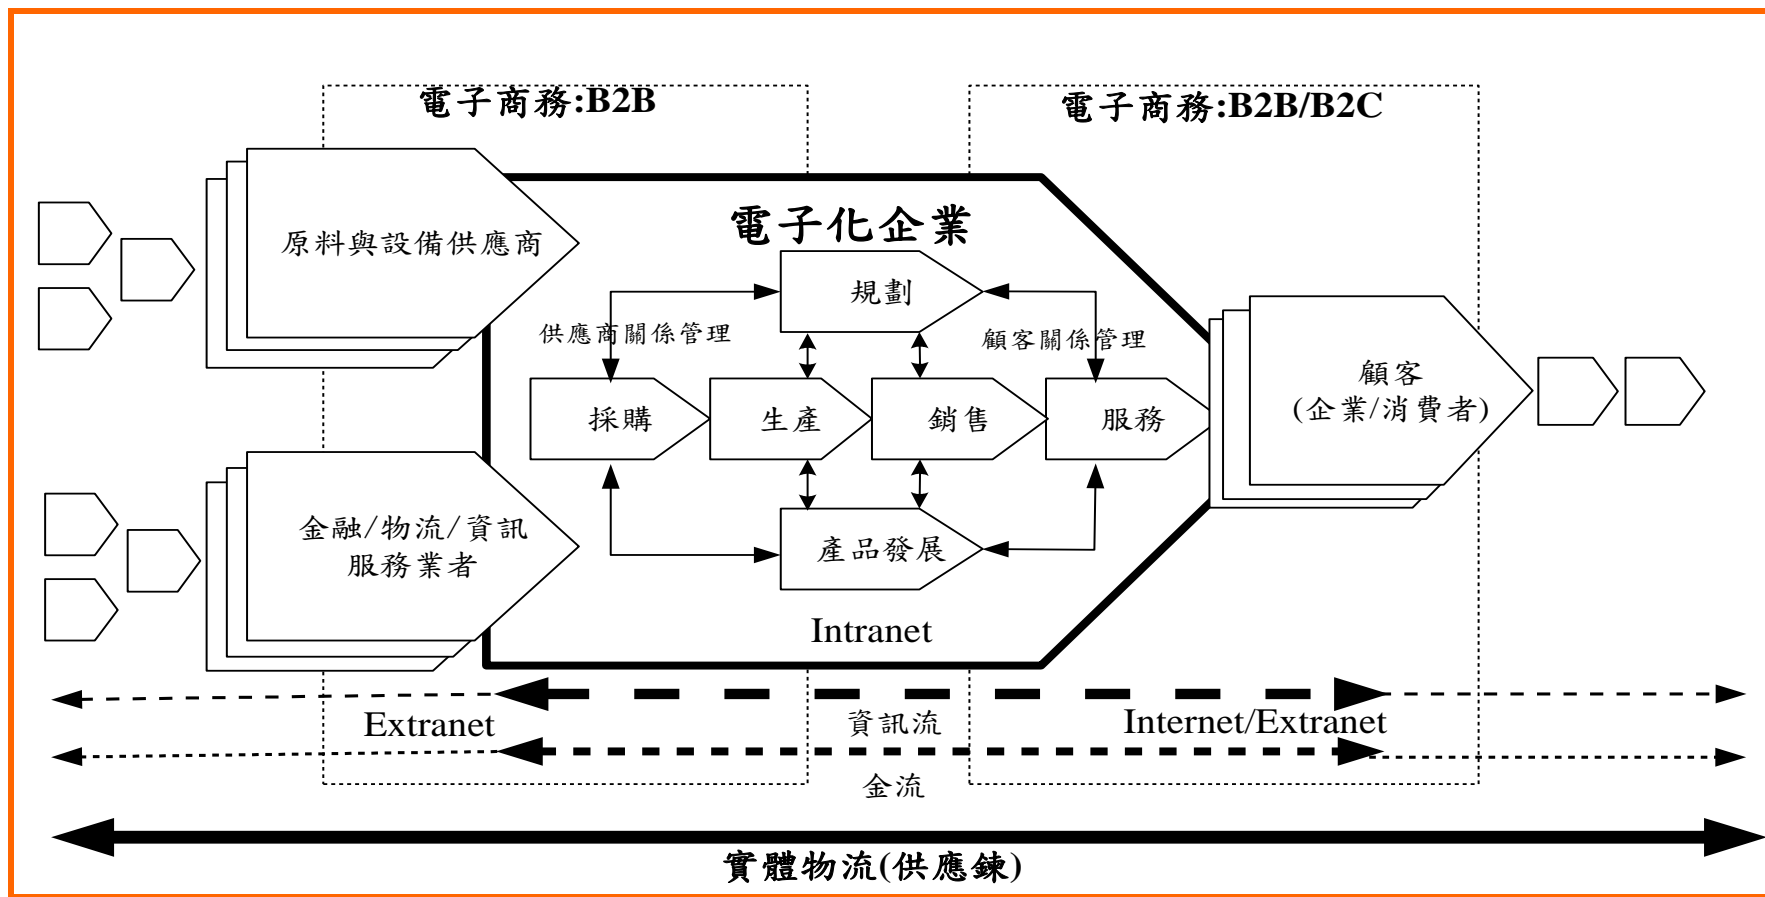 電子商務:B2B
電子商務:B2B/B2C
電子化企業
原料與設備供應商
規劃
供應商關係管理
顧客關係管理
採購
生產
銷售
服務
顧客
(企業/消費者)
金融/物流/資訊
服務業者
產品發展
Intranet
Extranet
資訊流
Internet/Extranet
金流
實體物流(供應鍊)